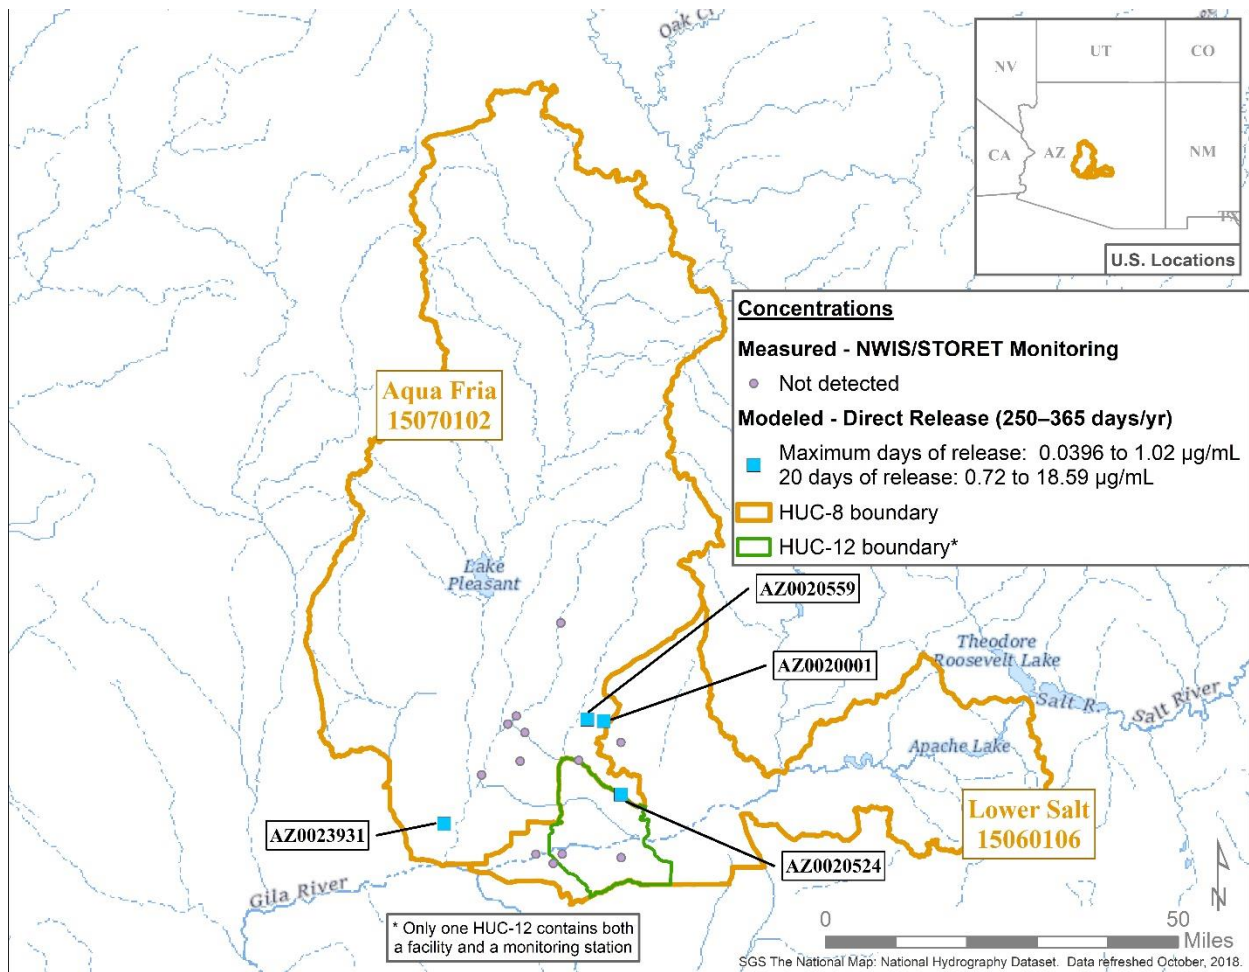 Oak Cr
NV
UT
CO
CA
AZ
NM
TX
U.S. Locations
Concentrations
Measured - NWIS/STORET Monitoring
Not detected
Modeled - Direct Release (250–365 days/yr)
Maximum days of release: 0.0396 to 1.02 µg/mL
20 days of release: 0.72 to 18.59 µg/mL
HUC-8 boundary
HUC-12 boundary*
Aqua Fria
15070102
Lake
Pleasant
AZ0020559
AZ0020001
Theodore
Roosevelt Lake
Salt R.
Salt River
Apache Lake
Lower Salt
15060106
AZ0023931
AZ0020524
Gila River
* Only one HUC-12 contains both
a facility and a monitoring station
N
0
50
Miles
SGS The National Map: National Hydrography Dataset. Data refreshed October, 2018.